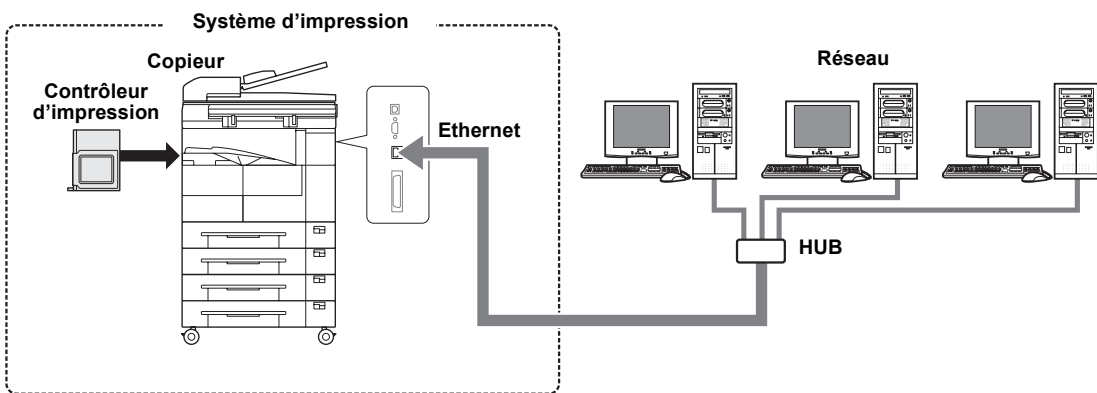 Système d'impression
Copieur
Contrôleur
d'impression
Ethernet
Réseau
HUB